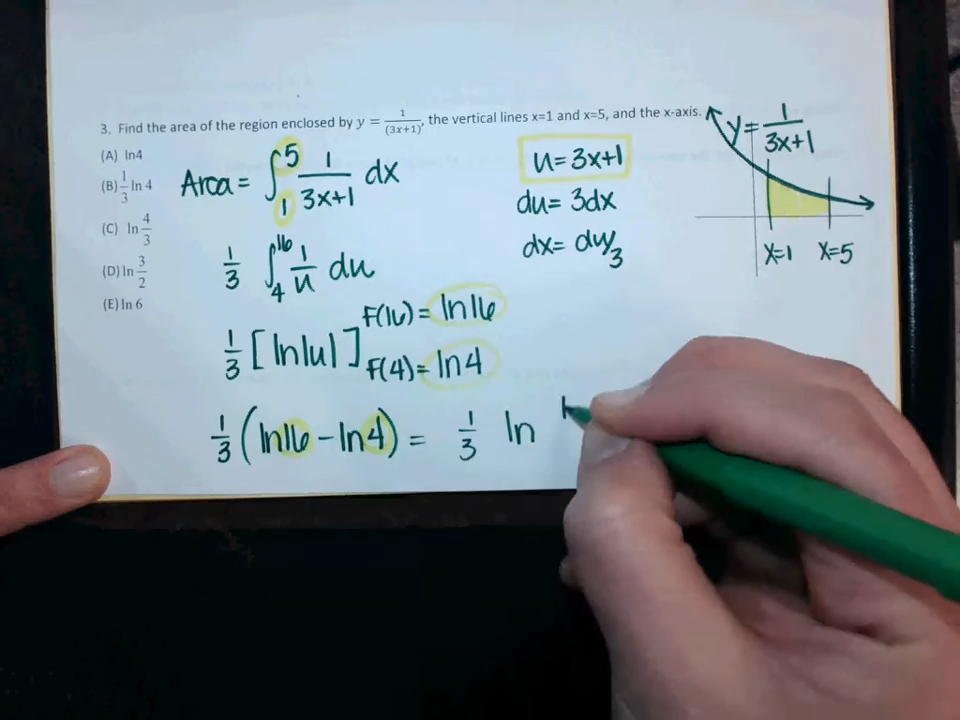 3. Find the area of the region enclosed by y = 1/(3x+1), the vertical lines x=1 and x=5, and the x-axis.
(A) ln4
(B) 1/3 ln 4
(C) ln 4/3
(D) ln 3/2
(E) ln 6
Area = ∫₁⁵ 1/(3x+1) dx
1/3 ∫₄¹⁶ 1/u du
1/3 [ln|u|] F(16) = ln16
F(4) = ln4
1/3 (ln16 - ln4) = 1/3 ln
u = 3x+1
du = 3dx
dx = du/3
y = 1/(3x+1)
x=1 x=5